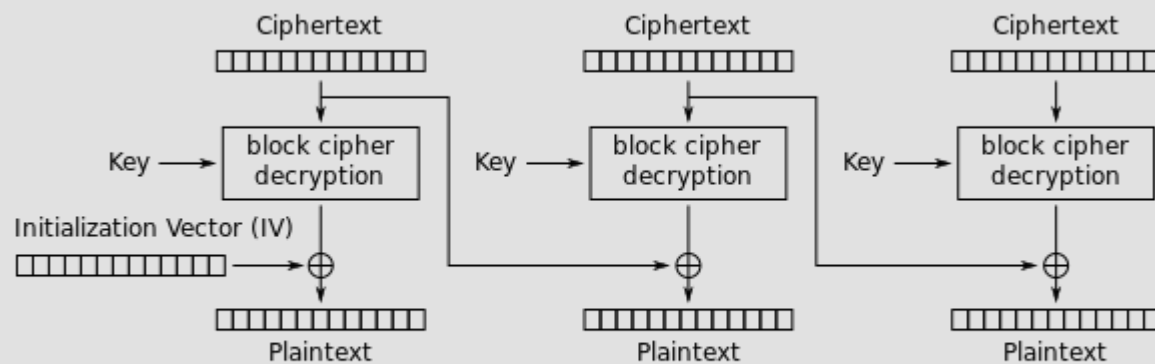 Ciphertext Ciphertext Ciphertext
Key block cipher decryption Key block cipher decryption Key block cipher decryption
Initialization Vector (IV)
Plaintext Plaintext Plaintext